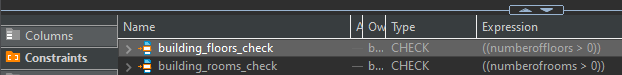 Name A Ow Type Expression
Columns
building_floors_check b... CHECK ((numberoffloors > 0))
Constraints
building_rooms_check b... CHECK ((numberofrooms > 0))